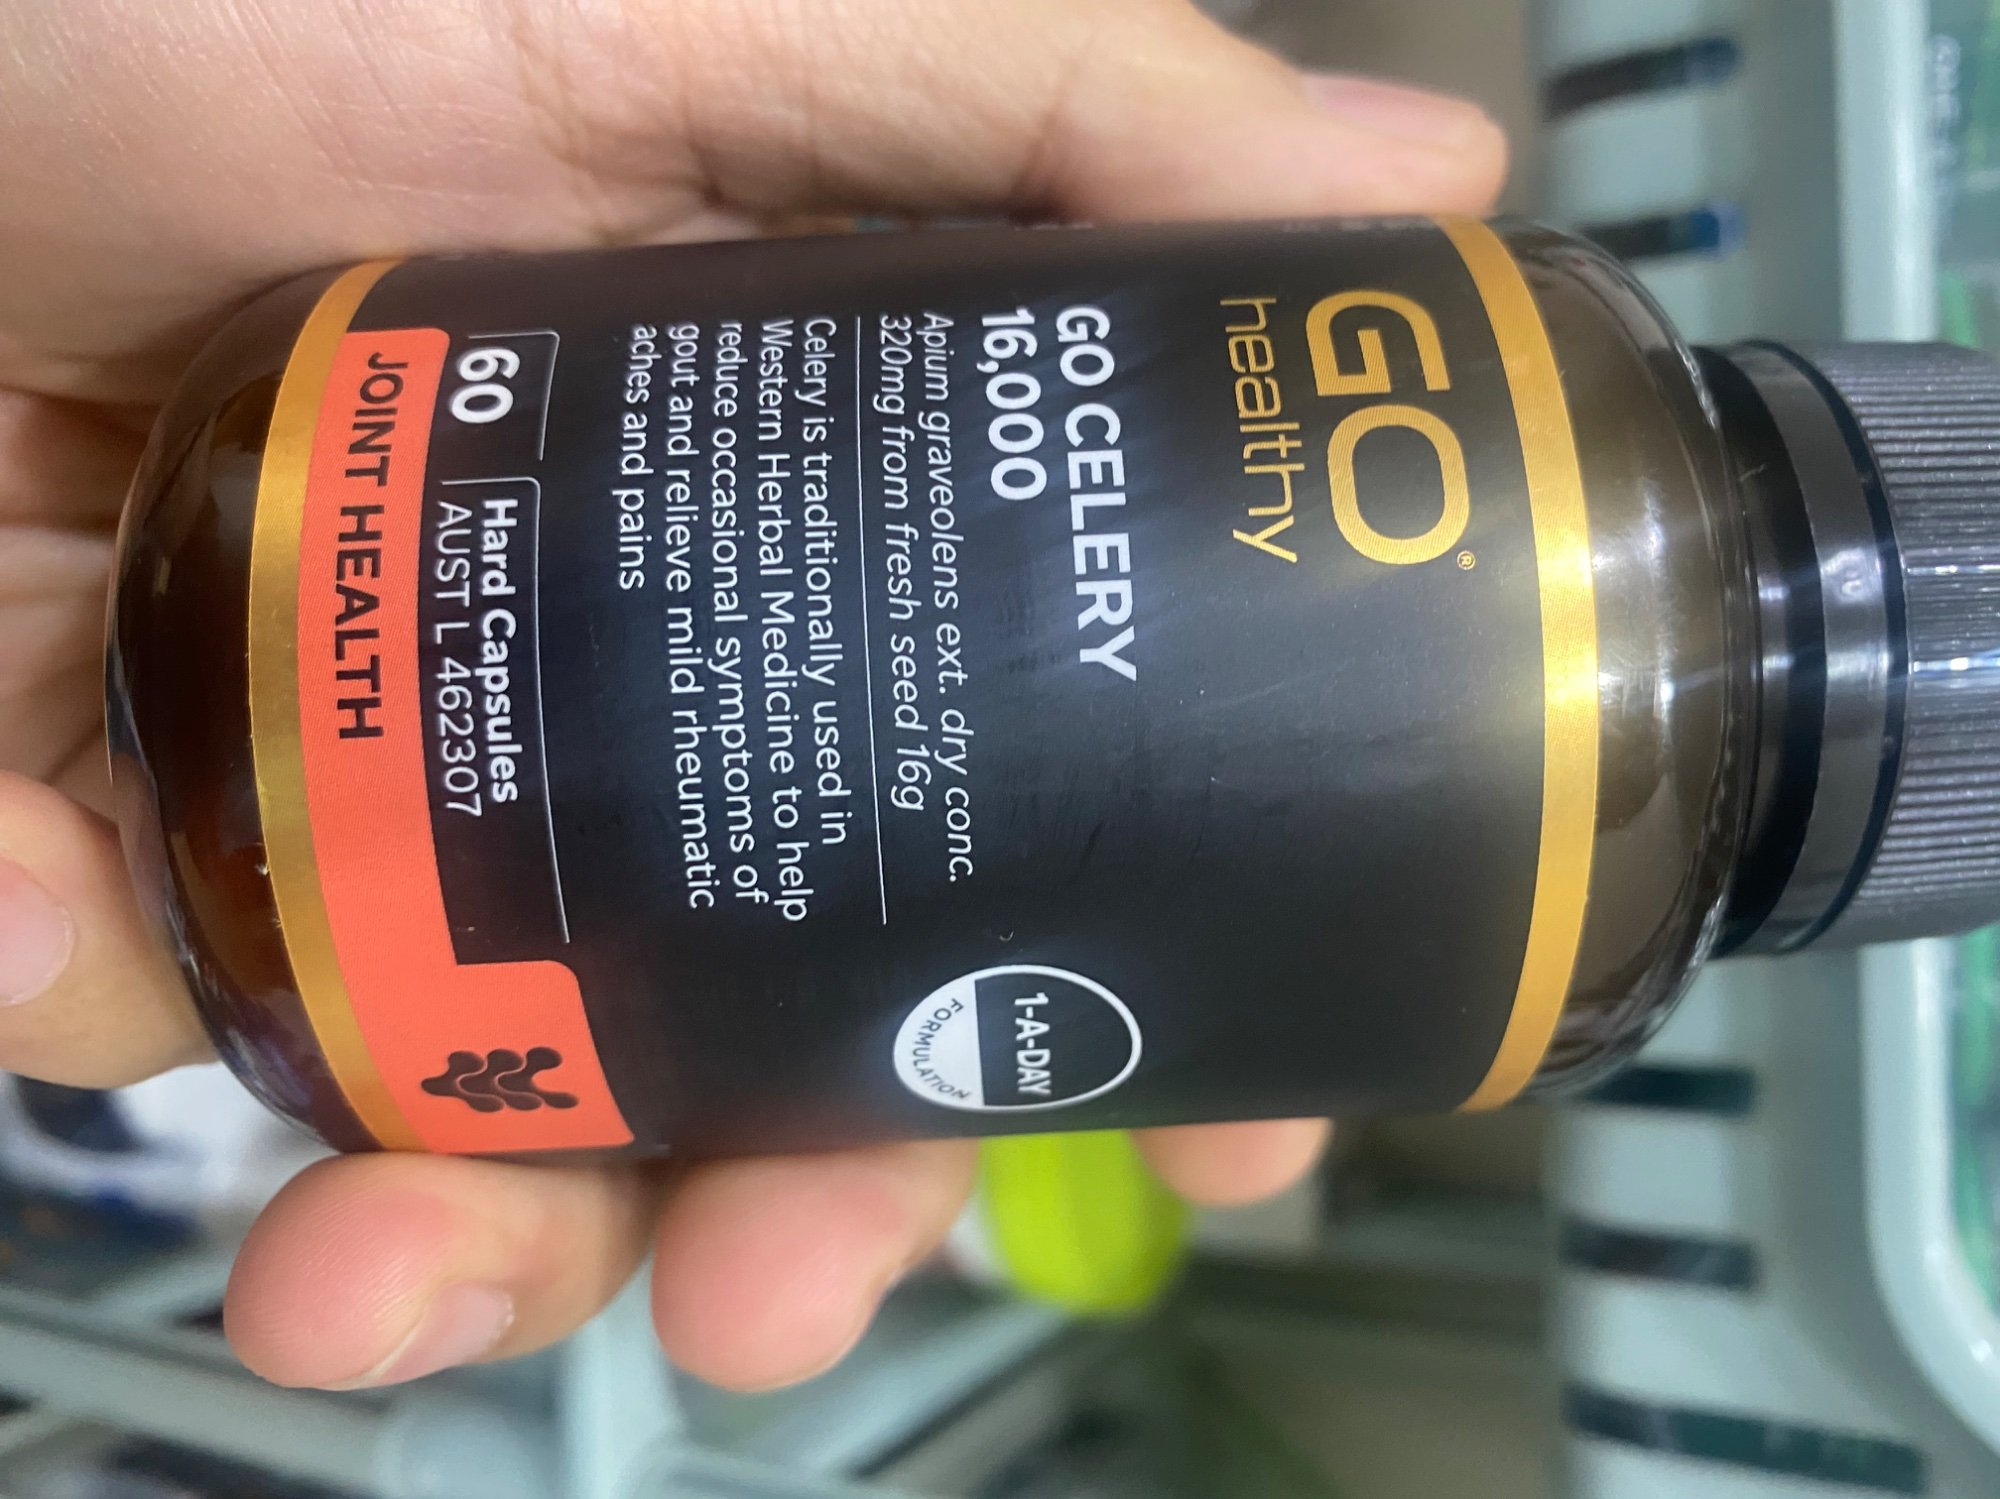 GO®
healthy
GO CELERY
16,000
Apium graveolens ext. dry conc.
320mg from fresh seed 16g
1-A-DAY
FORMULATION
Celery is traditionally used in
Western Herbal Medicine to help
reduce occasional symptoms of
gout and relieve mild rheumatic
aches and pains
60
Hard Capsules
AUST L 462307
JOINT HEALTH